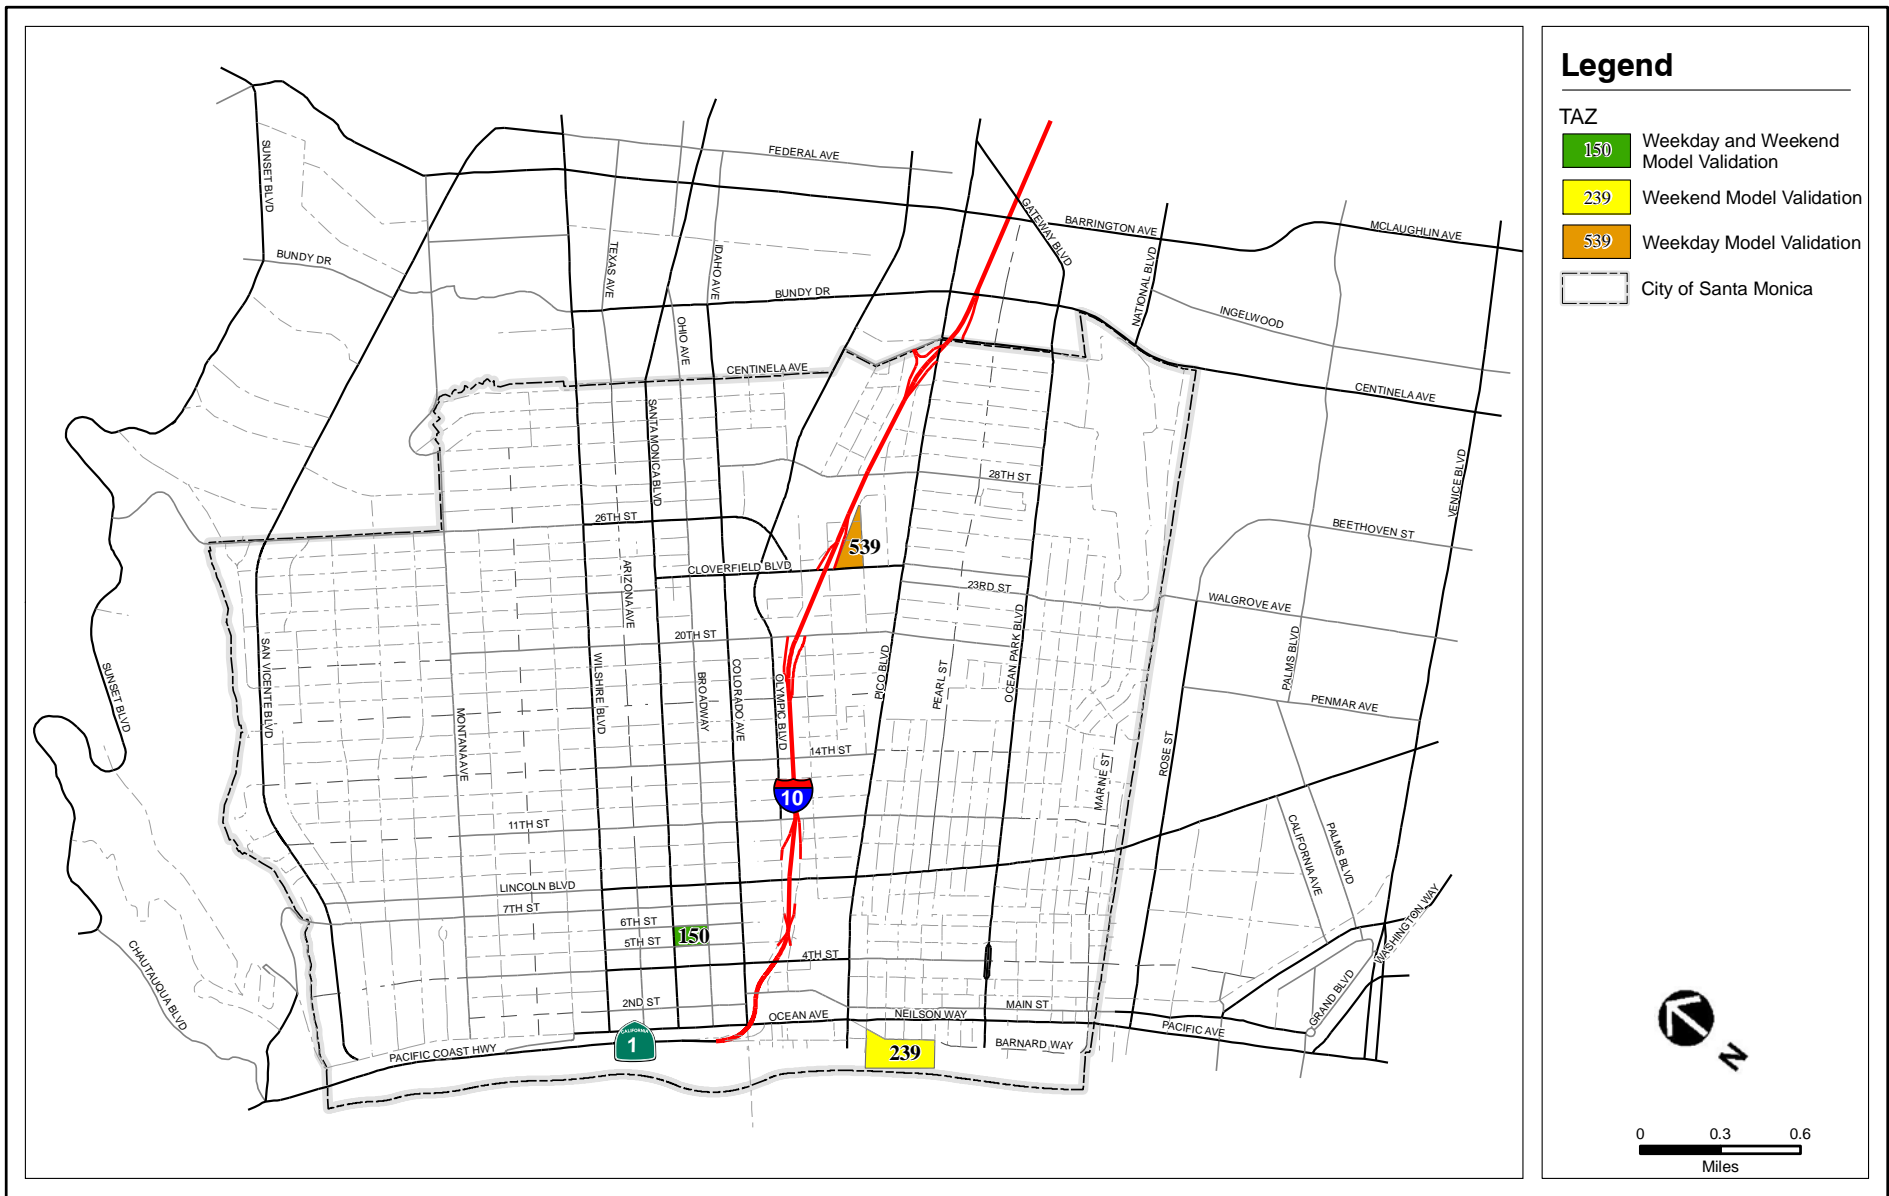 FEDERAL AVE
SUNSET BLVD
GATEWAY BLVD
BARRINGTON AVE
MCLAUGHLIN AVE
BUNDY DR
TEXAS AVE
IDAHO AVE
NATIONAL BLVD
BUNDY DR
INGELWOOD
OHIO AVE
CENTINELA AVE
CENTINELA AVE
SANTA MONICA BLVD
28TH ST
VENICE BLVD
26TH ST
BEETHOVEN ST
539
CLOVERFIELD BLVD
ARIZONA AVE
23RD ST
WALGROVE AVE
20TH ST
OCEAN PARK BLVD
PALMS BLVD
SAN VICENTE BLVD
SUNSET BLVD
WILSHIRE BLVD
BROADWAY
COLORADO AVE
OLYMPIC BLVD
PICO BLVD
PEARL ST
PENMAR AVE
MONTANA AVE
14TH ST
ROSE ST
MARINE ST
10
11TH ST
CALIFORNIA AVE
PALMS BLVD
LINCOLN BLVD
7TH ST
6TH ST
5TH ST
150
WASHINGTON WAY
CHAUTAUQUA BLVD
4TH ST
GRAND BLVD
2ND ST
MAIN ST
OCEAN AVE
NEILSON WAY
PACIFIC AVE
CALIFORNIA
1
PACIFIC COAST HWY
239
BARNARD WAY
Legend
TAZ
150
Weekday and Weekend
Model Validation
239
Weekend Model Validation
539
Weekday Model Validation
City of Santa Monica
N
0 0.3 0.6
Miles